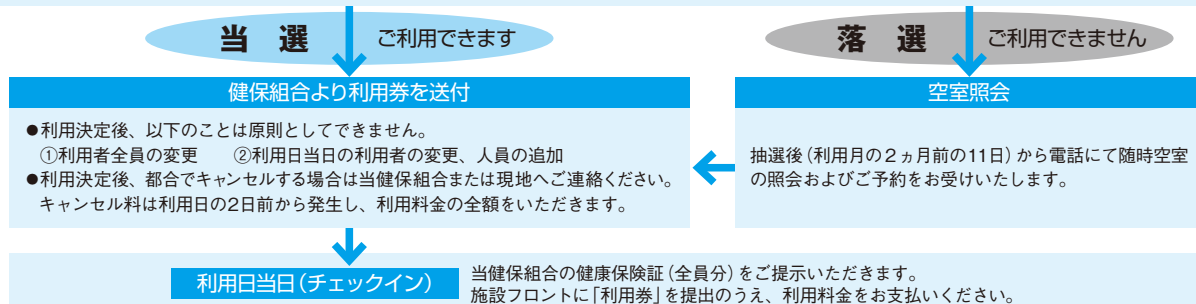 当 選 ご利用できます
健保組合より利用券を送付
●利用決定後、以下のことは原則としてできません。
①利用者全員の変更 ②利用日当日の利用者の変更、人員の追加
●利用決定後、都合でキャンセルする場合は当健保組合または現地へご連絡ください。
キャンセル料は利用日の2日前から発生し、利用料金の全額をいただきます。
落 選 ご利用できません
空室照会
抽選後(利用月の2ヵ月前の11日)から電話にて随時空室
の照会およびご予約をお受けいたします。
利用日当日(チェックイン)
当健保組合の健康保険証(全員分)をご提示いただきます。
施設フロントに「利用券」を提出のうえ、利用料金をお支払いください。